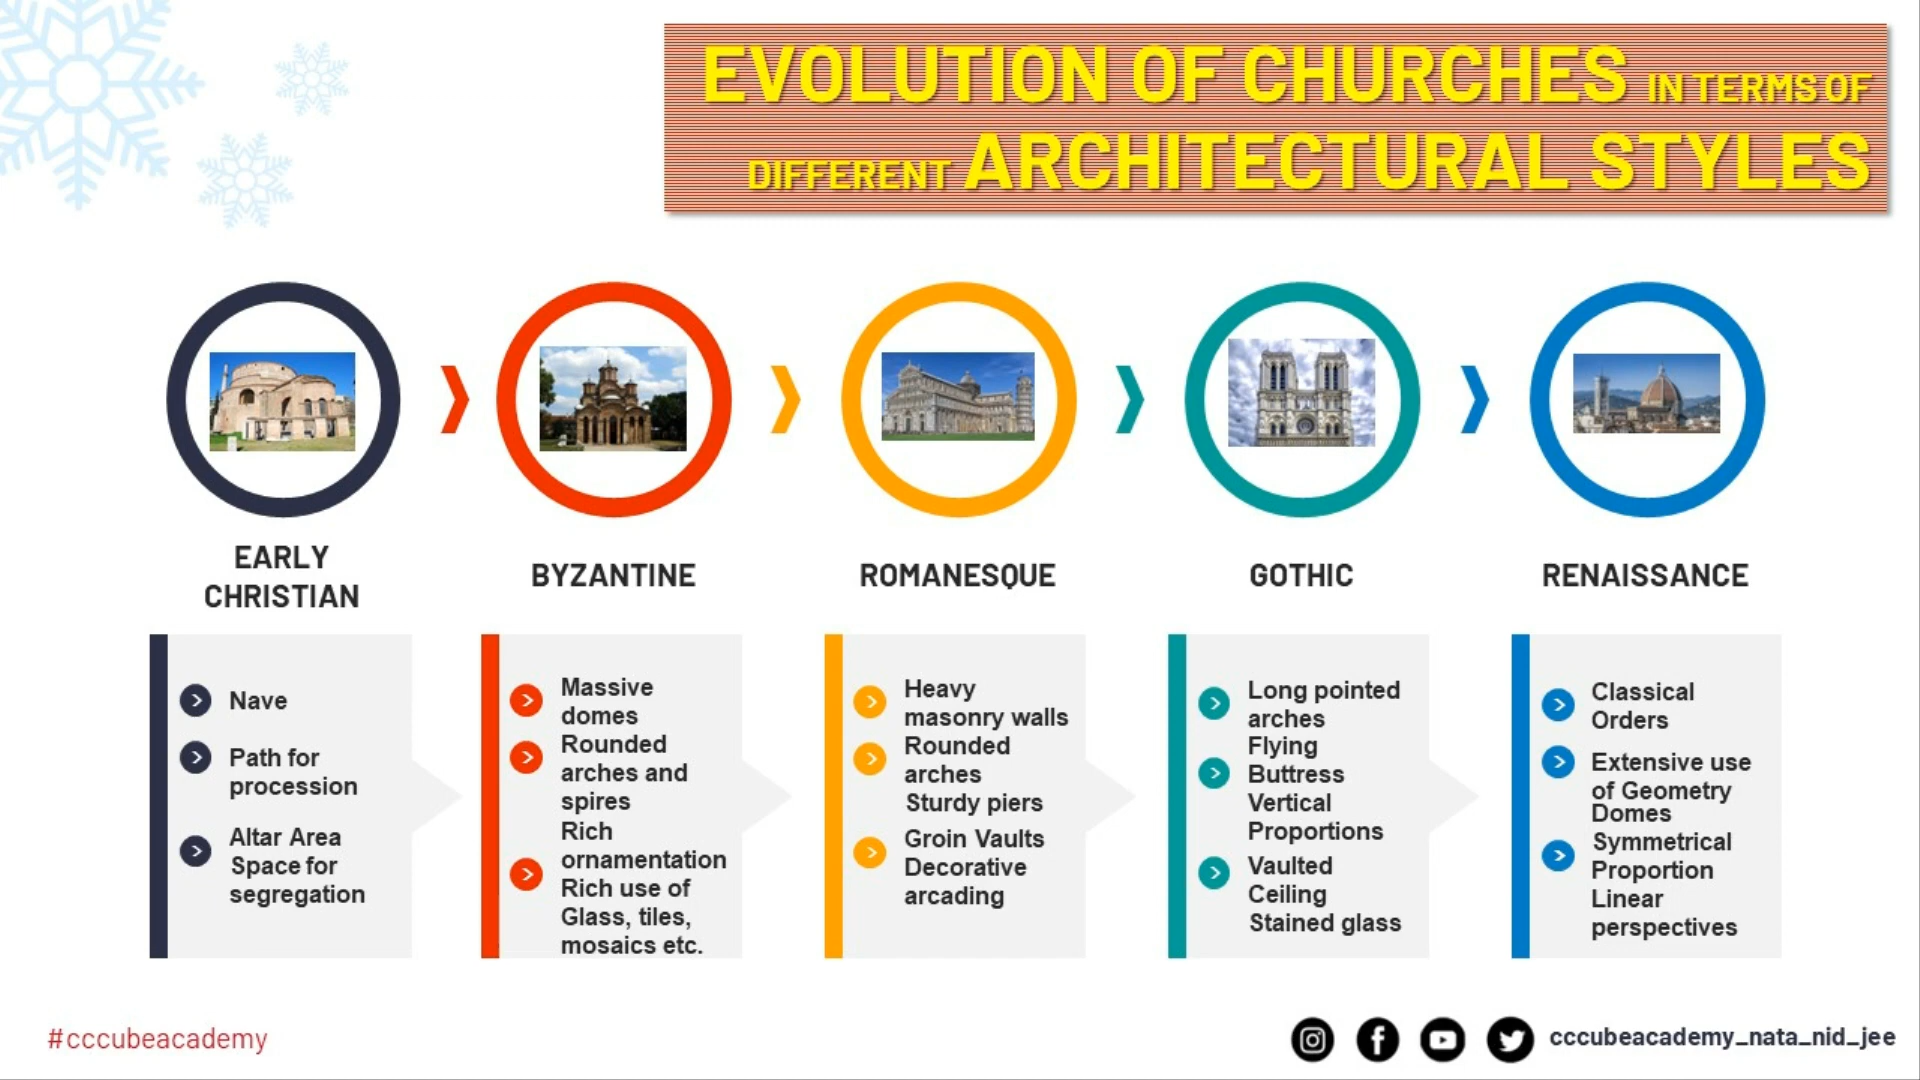 EVOLUTION OF CHURCHES IN TERMS OF
DIFFERENT ARCHITECTURAL STYLES
EARLY
CHRISTIAN
Nave
Path for
procession
Altar Area
Space for
segregation
BYZANTINE
Massive
domes
Rounded
arches and
spires
Rich
ornamentation
Rich use of
Glass, tiles,
mosaics etc.
ROMANESQUE
Heavy
masonry walls
Rounded
arches
Sturdy piers
Groin Vaults
Decorative
arcading
GOTHIC
Long pointed
arches
Flying
Buttress
Vertical
Proportions
Vaulted
Ceiling
Stained glass
RENAISSANCE
Classical
Orders
Extensive use
of Geometry
Domes
Symmetrical
Proportion
Linear
perspectives
#cccubeacademy
cccubeacademy_nata_nid_jee